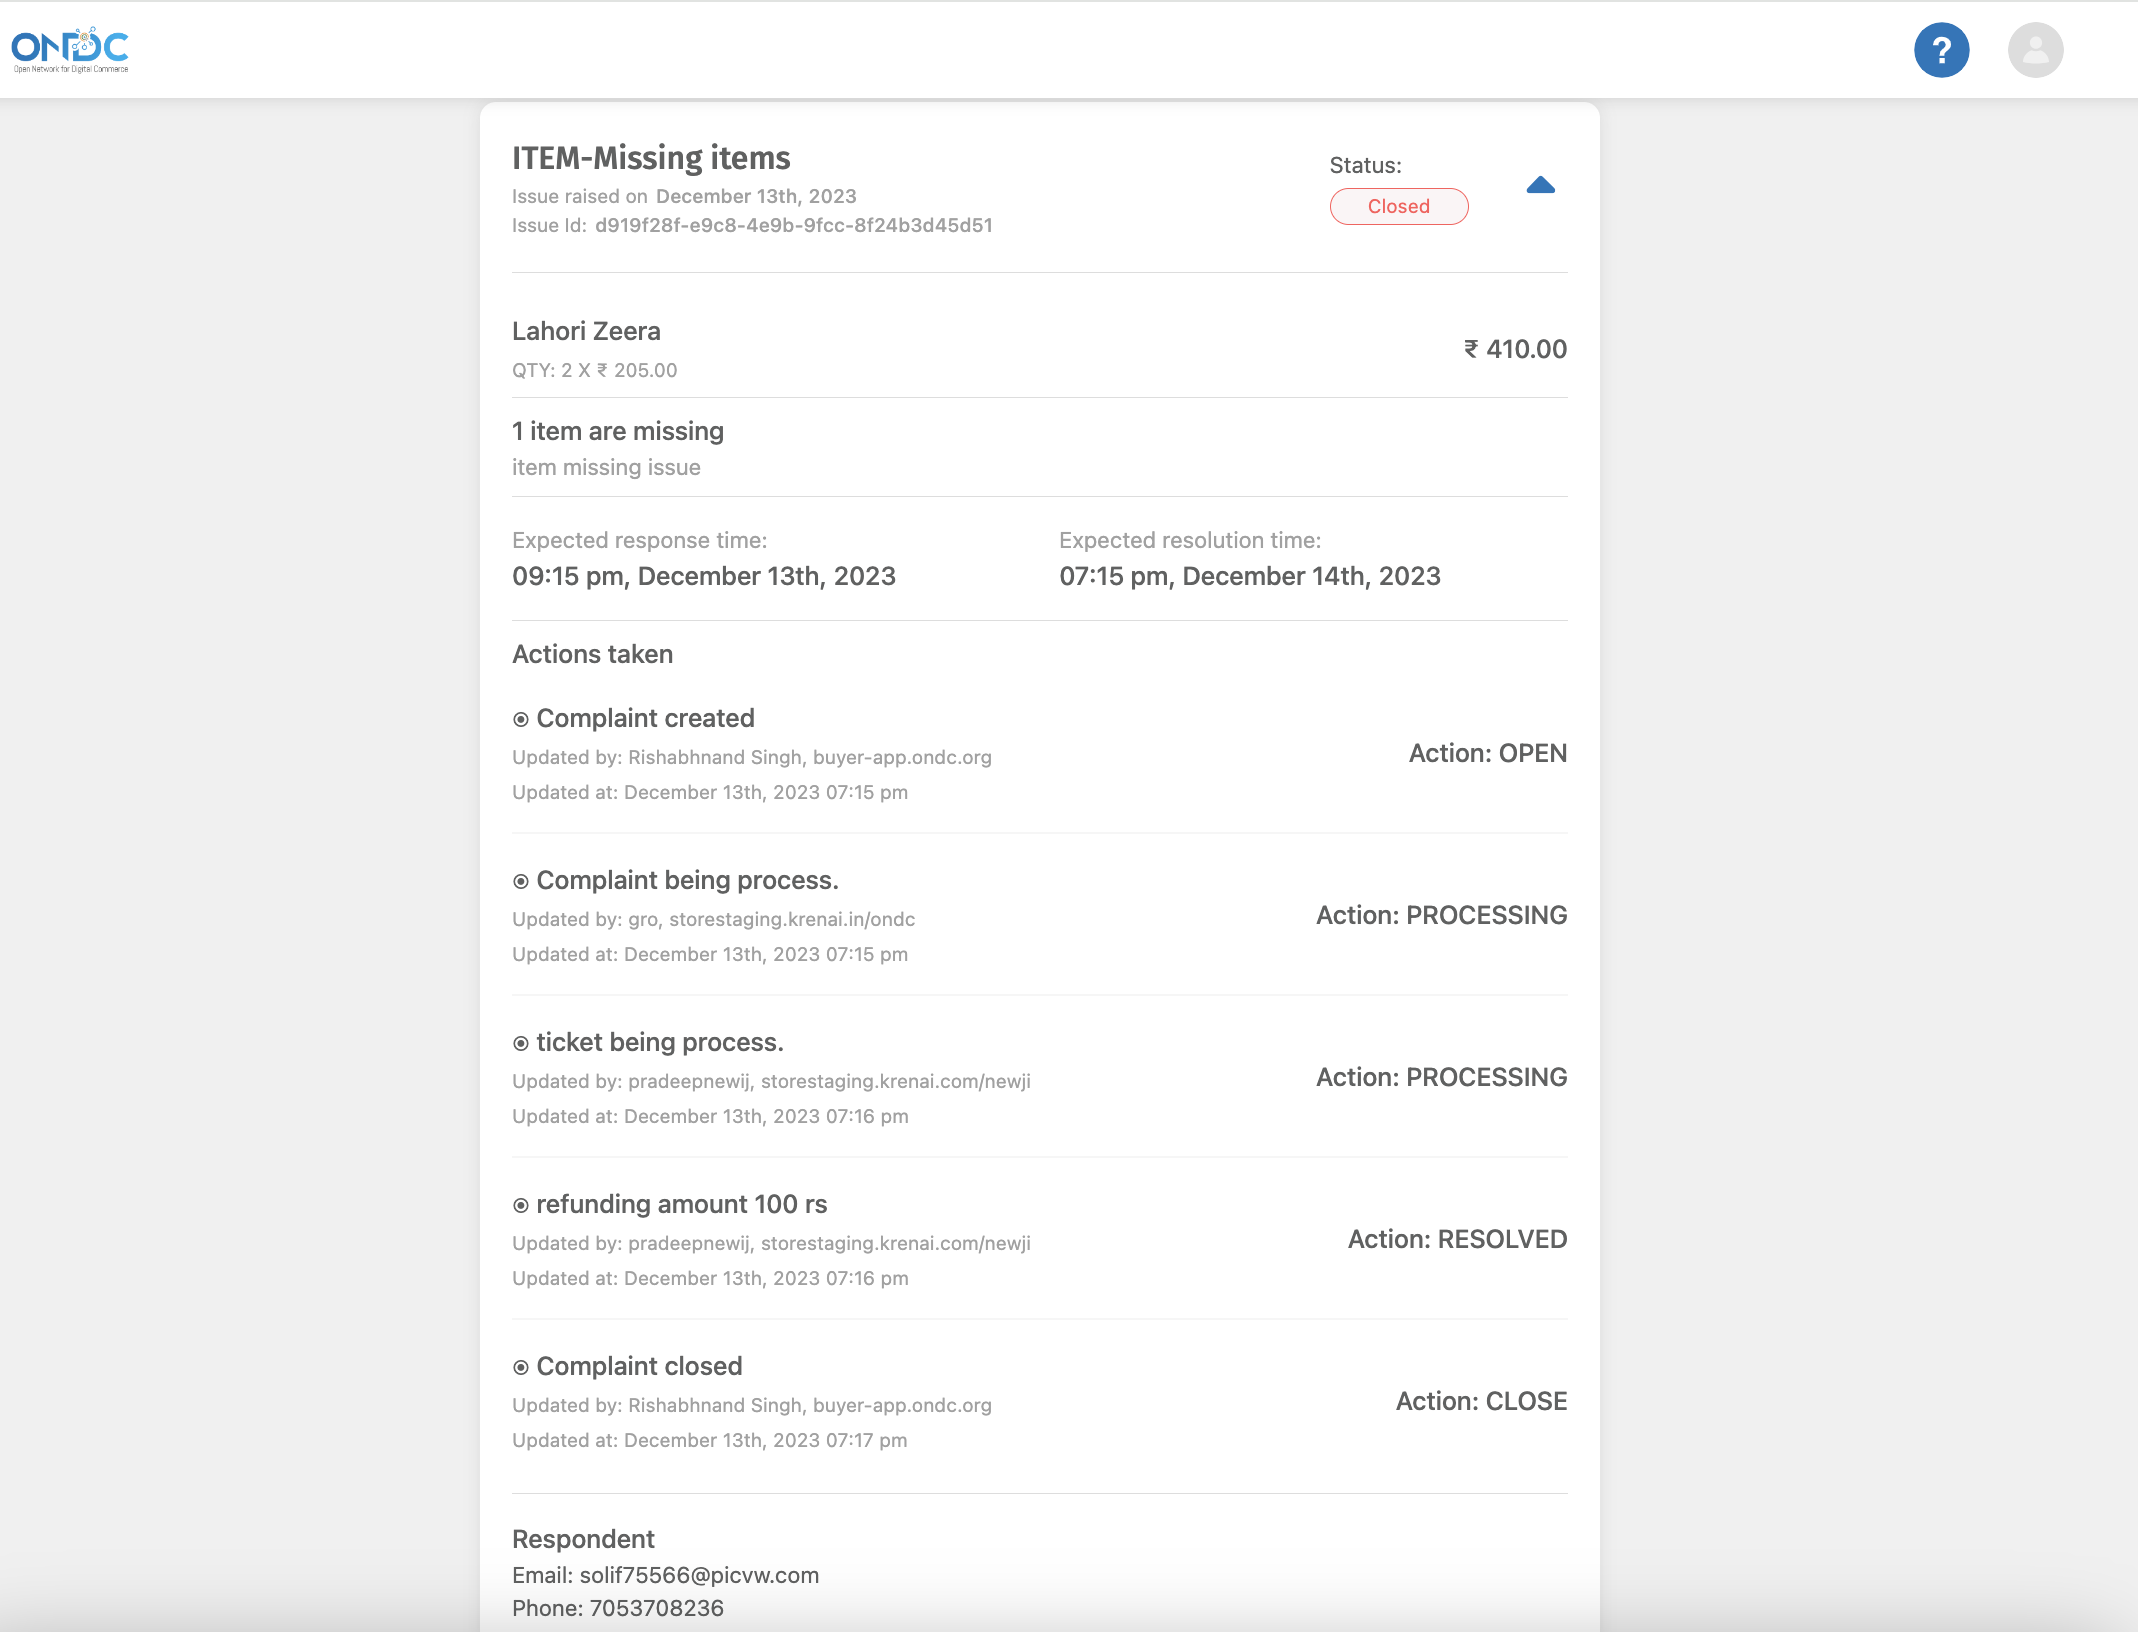 ONDC
Open Network for Digital Commerce
?
ITEM-Missing items
Issue raised on December 13th, 2023
Issue Id: d919f28f-e9c8-4e9b-9fcc-8f24b3d45d51
Status:
Closed
Lahori Zeera
QTY: 2 X ₹ 205.00
₹ 410.00
1 item are missing
item missing issue
Expected response time:
09:15 pm, December 13th, 2023
Expected resolution time:
07:15 pm, December 14th, 2023
Actions taken
Complaint created
Updated by: Rishabhnand Singh, buyer-app.ondc.org
Updated at: December 13th, 2023 07:15 pm
Action: OPEN
Complaint being process.
Updated by: gro, storestaging.krenai.in/ondc
Updated at: December 13th, 2023 07:15 pm
Action: PROCESSING
ticket being process.
Updated by: pradeepnewij, storestaging.krenai.com/newji
Updated at: December 13th, 2023 07:16 pm
Action: PROCESSING
refunding amount 100 rs
Updated by: pradeepnewij, storestaging.krenai.com/newji
Updated at: December 13th, 2023 07:16 pm
Action: RESOLVED
Complaint closed
Updated by: Rishabhnand Singh, buyer-app.ondc.org
Updated at: December 13th, 2023 07:17 pm
Action: CLOSE
Respondent
Email: solif75566@picvw.com
Phone: 7053708236